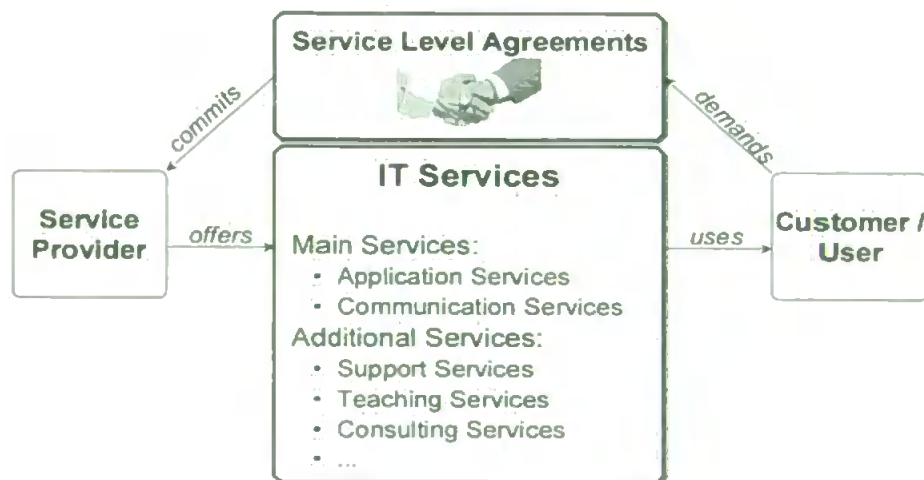 Service Level Agreements
commits
demands
Service
Provider
offers
IT Services
Main Services:
• Application Services
• Communication Services
Additional Services:
• Support Services
• Teaching Services
• Consulting Services
• ...
uses
Customer /
User